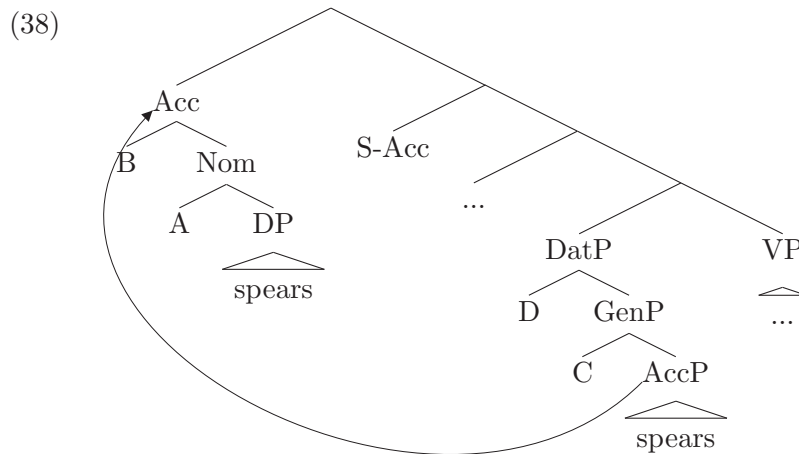 (38)
Acc
B Nom
S-Acc
A DP
...
spears
DatP VP
D GenP
...
C AccP
spears